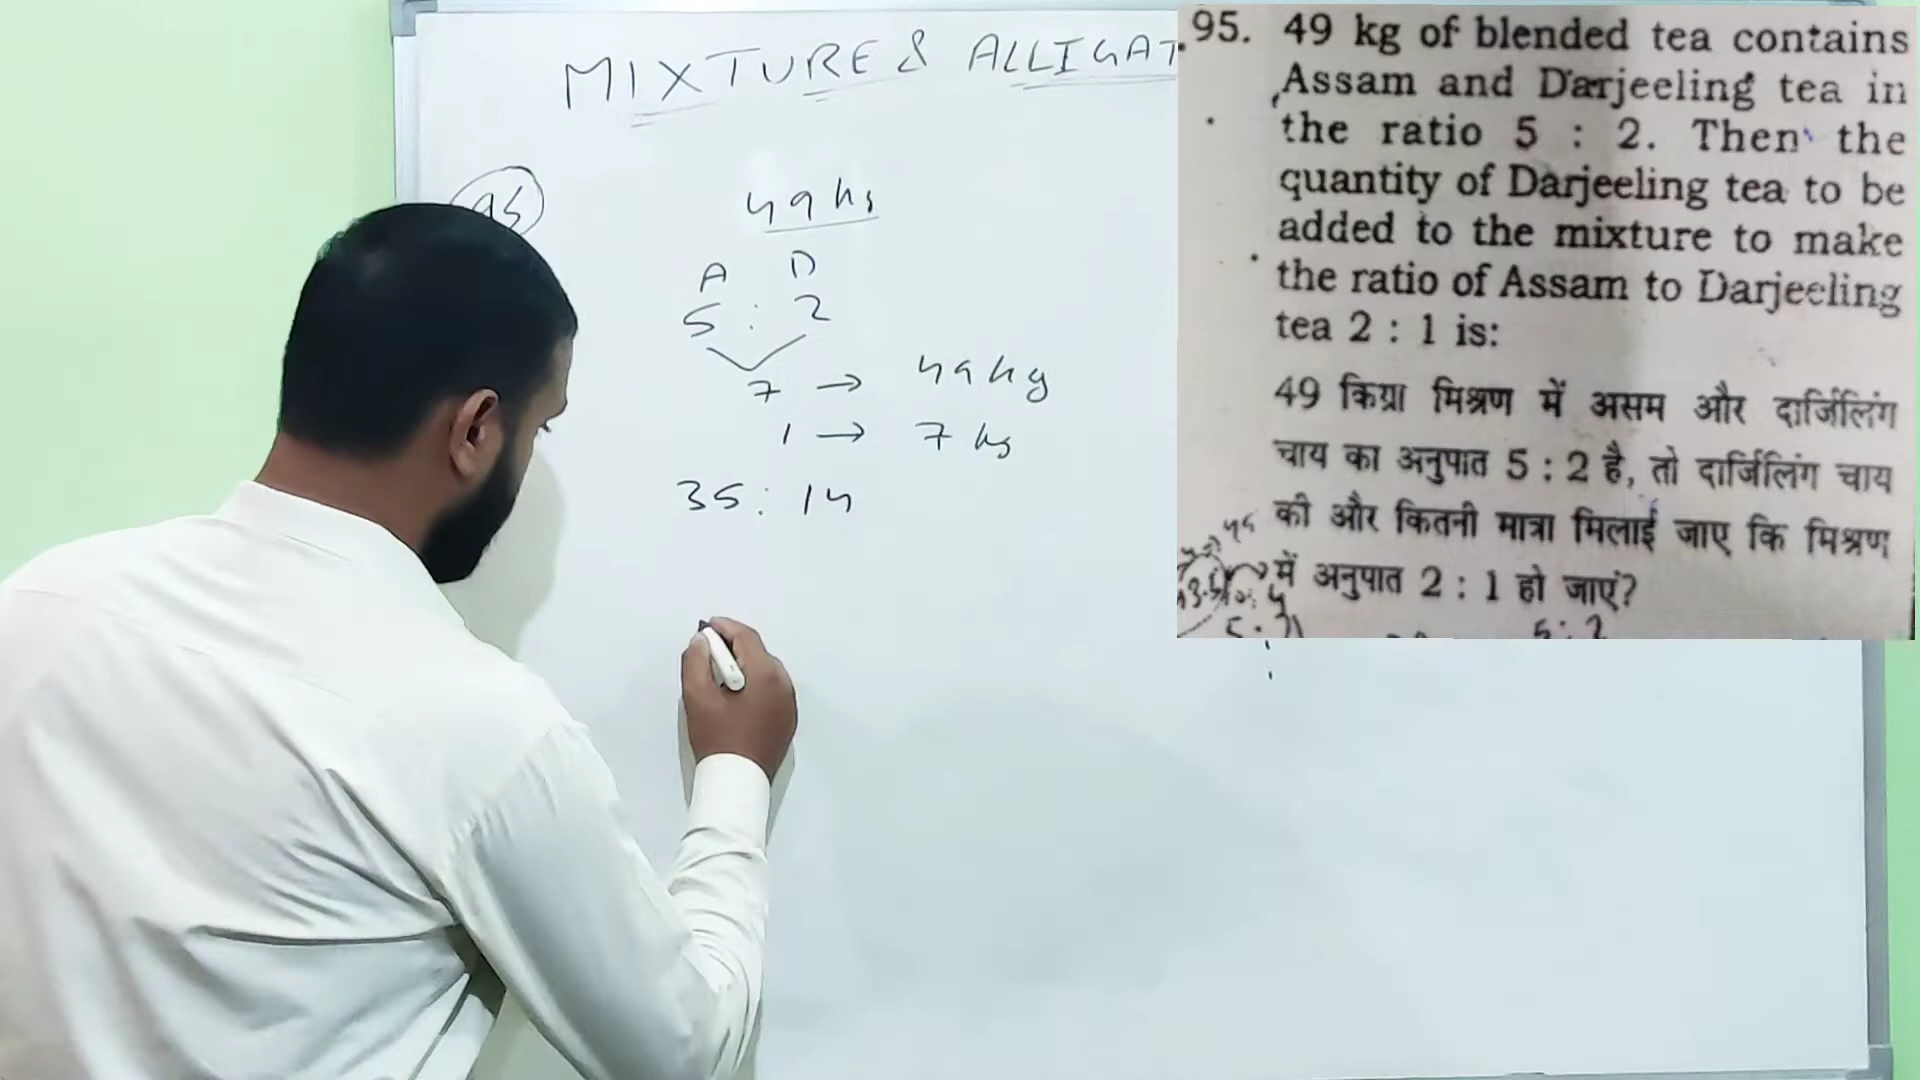 MIXTURE & ALLIGAT
95
49 kg
A D
5 : 2
7 → 49 kg
1 → 7 kg
35 : 14
95. 49 kg of blended tea contains
Assam and Darjeeling tea in
the ratio 5 : 2. Then the
quantity of Darjeeling tea to be
added to the mixture to make
the ratio of Assam to Darjeeling
tea 2 : 1 is:
49 किग्रा मिश्रण में असम और दार्जिलिंग
चाय का अनुपात 5 : 2 है, तो दार्जिलिंग चाय
की और कितनी मात्रा मिलाई जाए कि मिश्रण
में अनुपात 2 : 1 हो जाएं?
5 : 2